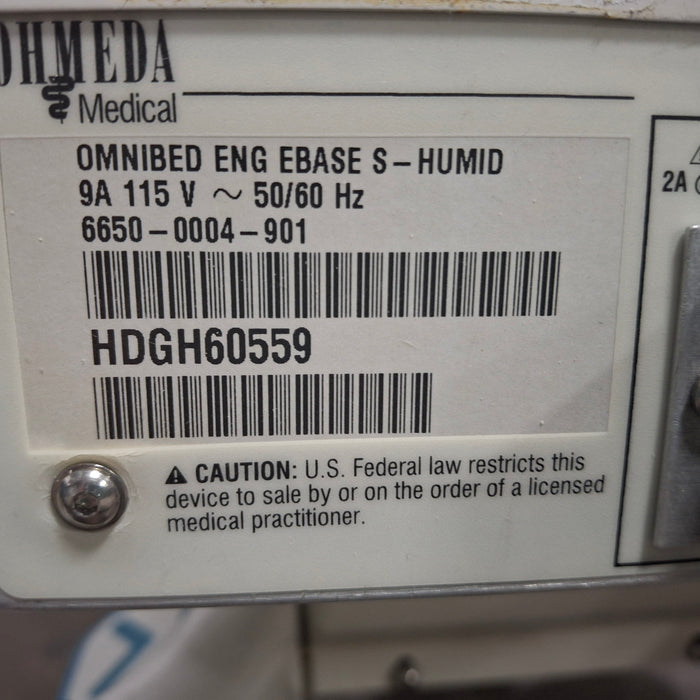 OHMEDA
Medical
OMNIBED ENG EBASE S-HUMID
9A 115 V ~ 50/60 Hz
6650-0004-901
HDGH60559
⚠ CAUTION: U.S. Federal law restricts this
device to sale by or on the order of a licensed
medical practitioner.
2A